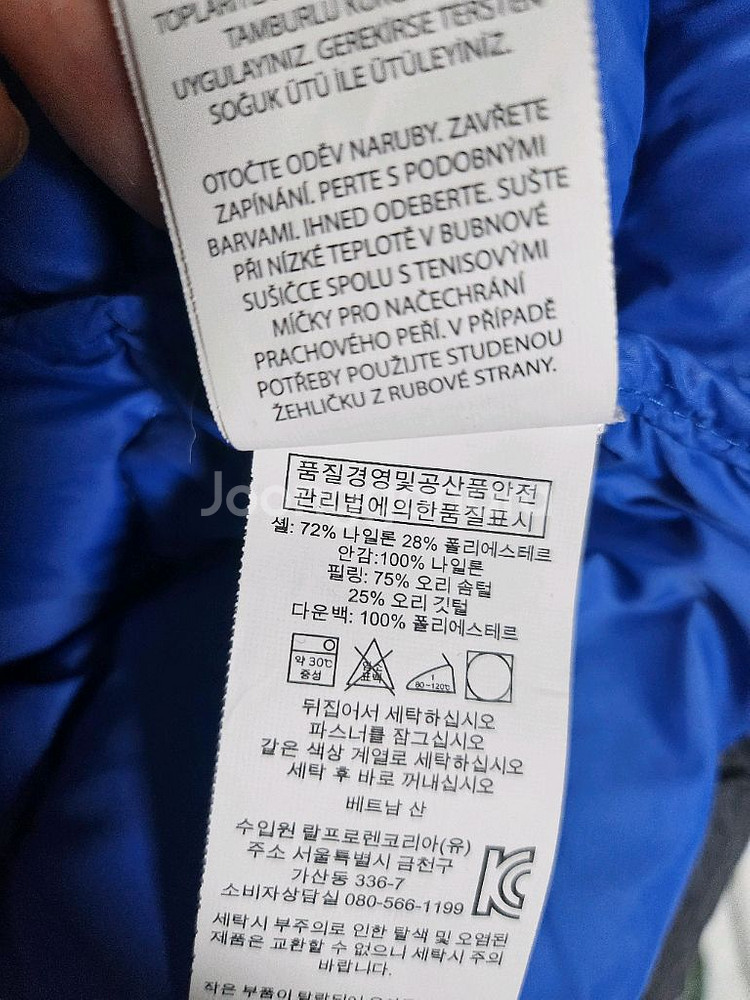 TAMBURLU
UYGULAYINIZ. GEREKİRSE TERSTEN
SOĞUK ÜTÜ İLE ÜTÜLEYİNİZ.
OTOČTE ODĚV NARUBY. ZAVŘETE
ZAPÍNÁNÍ. PERTE S PODOBNÝMI
BARVAMI. IHNED ODEBERTE. SUŠTE
PŘI NÍZKÉ TEPLOTĚ V BUBNOVÉ
SUŠIČCE SPOLU S TENISOVÝMI
MÍČKY PRO NAČECHRÁNÍ
PRACHOVÉHO PEŘÍ. V PŘÍPADĚ
POTŘEBY POUŽIJTE STUDENOU
ŽEHLIČKU Z RUBOVÉ STRANY.
품질경영및공산품안전
관리법에의한품질표시
셸: 72% 나일론 28% 폴리에스테르
안감:100% 나일론
필링: 75% 오리 솜털
25% 오리 깃털
다운백: 100% 폴리에스테르
약 30℃
중성
염소
표백
80~120℃
뒤집어서 세탁하십시오
파스너를 잠그십시오
같은 색상 계열로 세탁하십시오
세탁 후 바로 꺼내십시오
베트남 산
수입원 랄프로렌코리아(유)
주소 서울특별시 금천구
가산동 336-7
소비자상담실 080-566-1199
세탁시 부주의로 인한 탈색 및 오염된
제품은 교환할 수 없으니 세탁시 주의
바랍니다.
작은 부품이